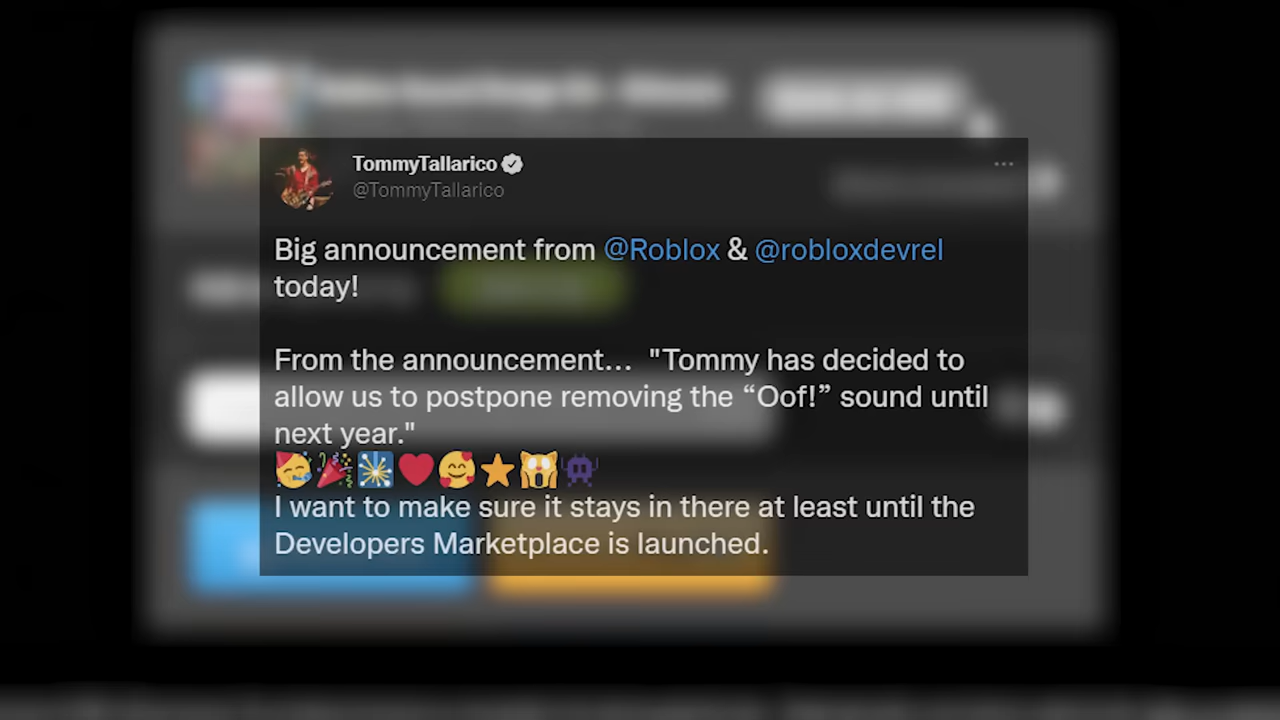 TommyTallarico
@TommyTallarico
Big announcement from @Roblox & @robloxdevrel
today!
From the announcement... "Tommy has decided to
allow us to postpone removing the “Oof!” sound until
next year."
🥳🎉🎇❤️🥰⭐🙀👾
I want to make sure it stays in there at least until the
Developers Marketplace is launched.